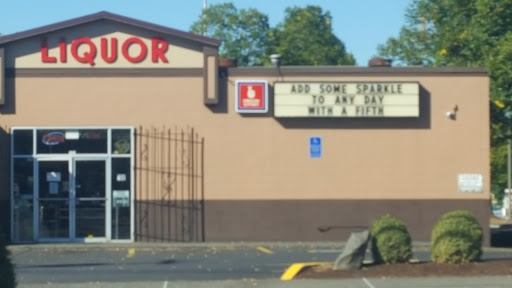 LIQUOR
ADD SOME SPARKLE
TO ANY DAY
WITH A FIFTH